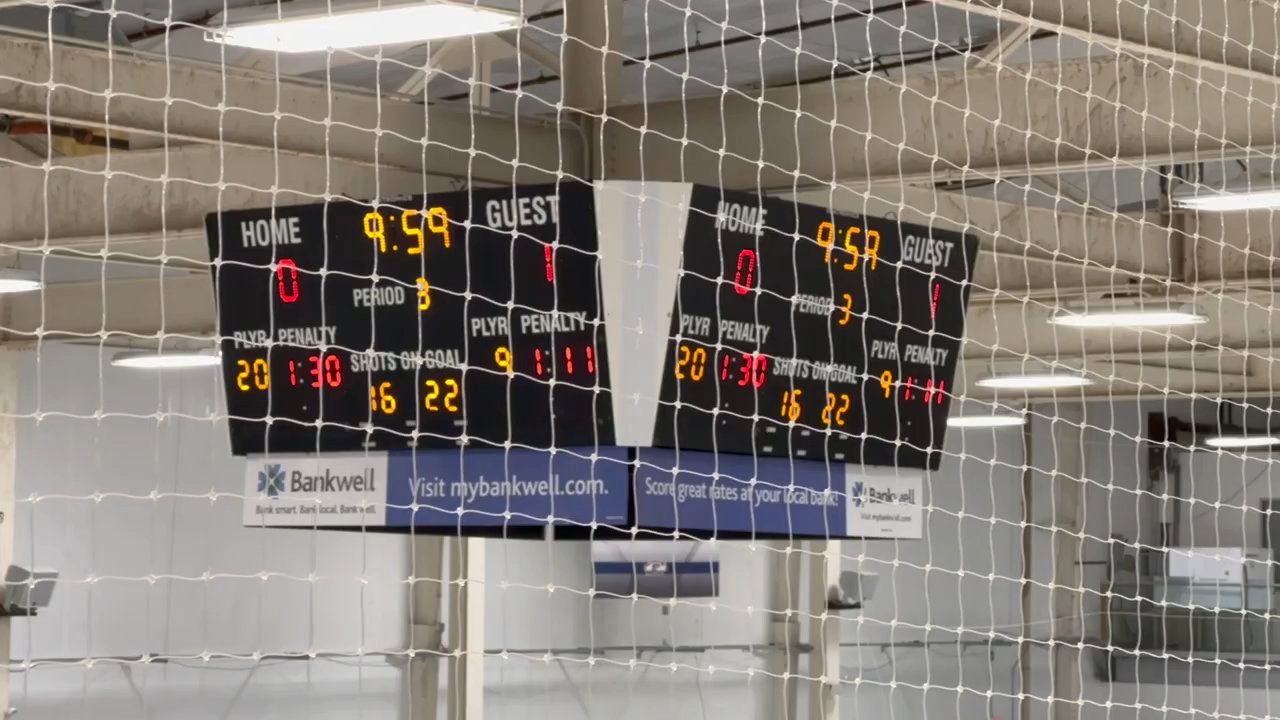 HOME 9:59 GUEST
0 1
PERIOD 3
PLYR PENALTY PLYR PENALTY
20 1:30 SHOTS ON GOAL 9 1:11
16 22
Bankwell Visit mybankwell.com.
Bank smart. Bank local. Bank well.
HOME 9:59 GUEST
0 1
PERIOD 3
PLYR PENALTY PLYR PENALTY
20 1:30 SHOTS ON GOAL 9 1:11
16 22
Score great rates at your local bank! Bankwell
Visit mybankwell.com